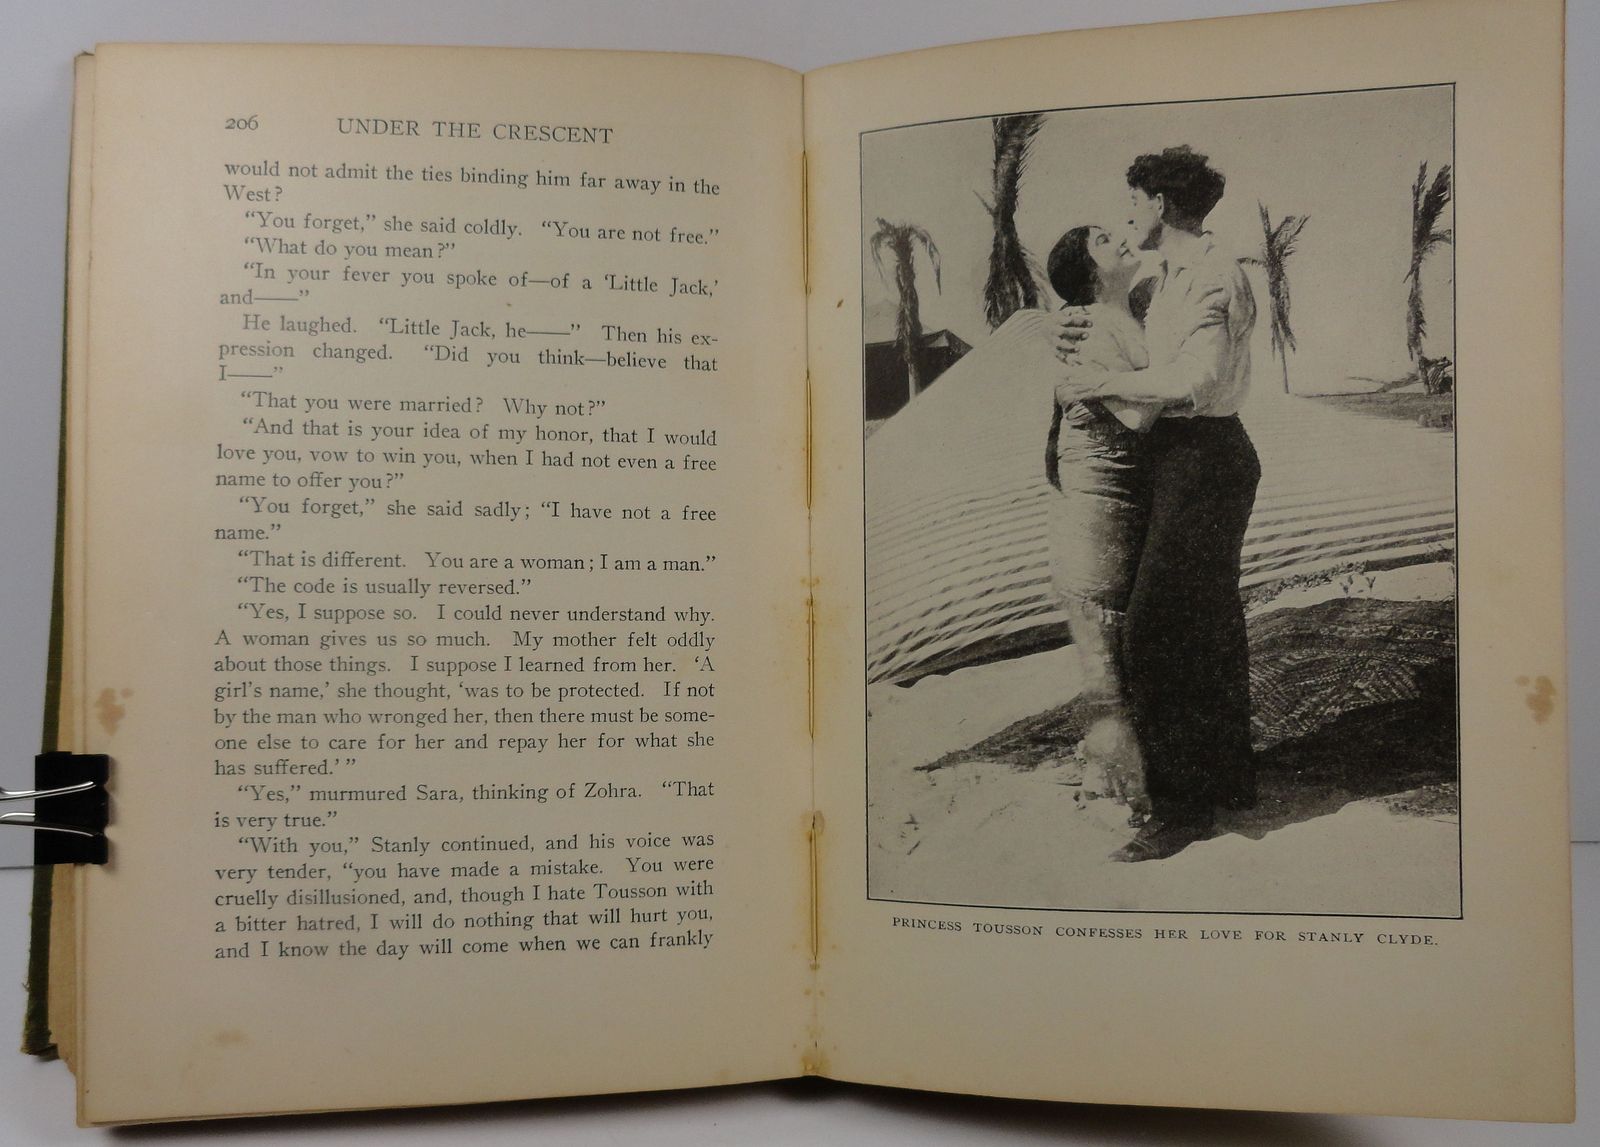 206 UNDER THE CRESCENT
would not admit the ties binding him far away in the
West?
"You forget," she said coldly. "You are not free."
"What do you mean?"
"In your fever you spoke of—of a 'Little Jack,'
and——"
He laughed. "Little Jack, he——" Then his ex-
pression changed. "Did you think—believe that
I——"
"That you were married? Why not?"
"And that is your idea of my honor, that I would
love you, vow to win you, when I had not even a free
name to offer you?"
"You forget," she said sadly; "I have not a free
name."
"That is different. You are a woman; I am a man."
"The code is usually reversed."
"Yes, I suppose so. I could never understand why.
A woman gives us so much. My mother felt oddly
about those things. I suppose I learned from her. 'A
girl's name,' she thought, 'was to be protected. If not
by the man who wronged her, then there must be some-
one else to care for her and repay her for what she
has suffered.' "
"Yes," murmured Sara, thinking of Zohra. "That
is very true."
"With you," Stanly continued, and his voice was
very tender, "you have made a mistake. You were
cruelly disillusioned, and, though I hate Tousson with
a bitter hatred, I will do nothing that will hurt you,
and I know the day will come when we can frankly
PRINCESS TOUSSON CONFESSES HER LOVE FOR STANLY CLYDE.